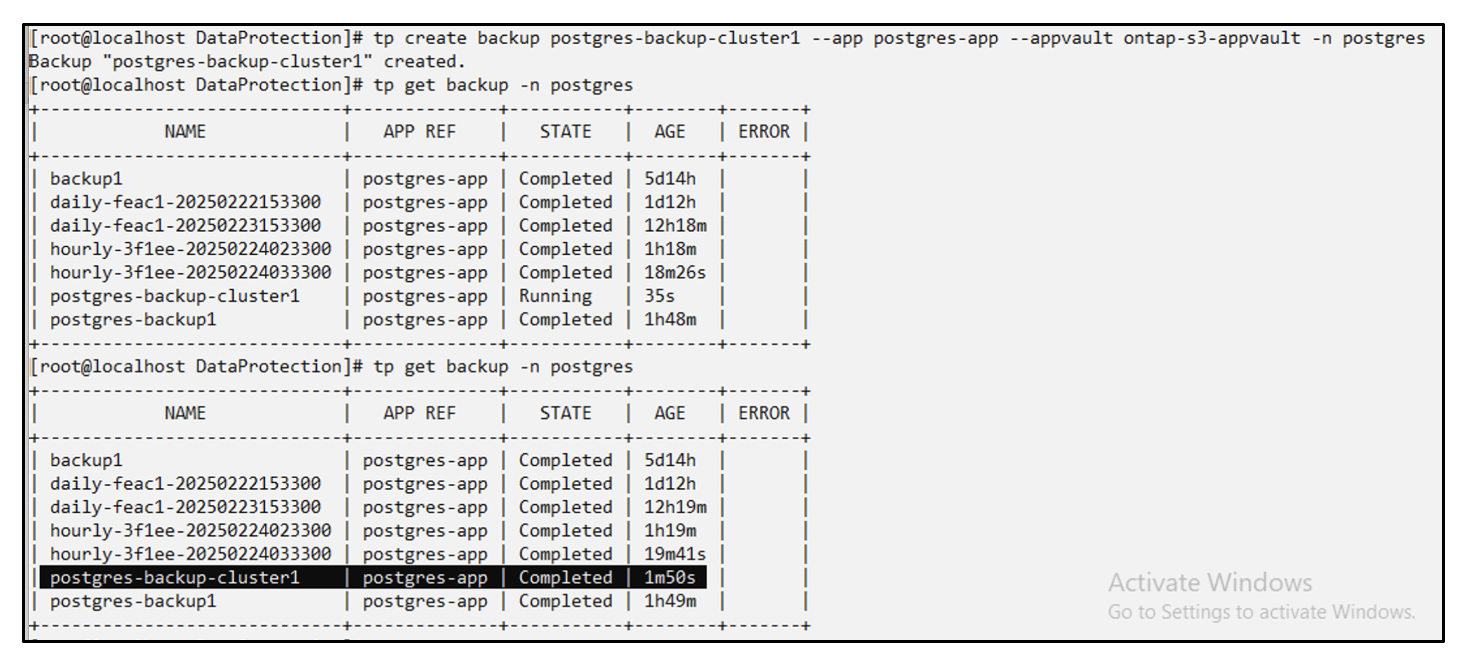 [root@localhost DataProtection]# tp create backup postgres-backup-cluster1 --app postgres-app --appvault ontap-s3-appvault -n postgres
Backup "postgres-backup-cluster1" created.
[root@localhost DataProtection]# tp get backup -n postgres
+-----------------------------+--------------+-----------+--------+-------+
|            NAME             |   APP REF    |   STATE   |  AGE   | ERROR |
+-----------------------------+--------------+-----------+--------+-------+
| backup1                     | postgres-app | Completed | 5d14h  |       |
| daily-feac1-20250222153300  | postgres-app | Completed | 1d12h  |       |
| daily-feac1-20250223153300  | postgres-app | Completed | 12h18m |       |
| hourly-3f1ee-20250224023300 | postgres-app | Completed | 1h18m  |       |
| hourly-3f1ee-20250224033300 | postgres-app | Completed | 18m26s |       |
| postgres-backup-cluster1    | postgres-app | Running   | 35s    |       |
| postgres-backup1            | postgres-app | Completed | 1h48m  |       |
+-----------------------------+--------------+-----------+--------+-------+
[root@localhost DataProtection]# tp get backup -n postgres
+-----------------------------+--------------+-----------+--------+-------+
|            NAME             |   APP REF    |   STATE   |  AGE   | ERROR |
+-----------------------------+--------------+-----------+--------+-------+
| backup1                     | postgres-app | Completed | 5d14h  |       |
| daily-feac1-20250222153300  | postgres-app | Completed | 1d12h  |       |
| daily-feac1-20250223153300  | postgres-app | Completed | 12h19m |       |
| hourly-3f1ee-20250224023300 | postgres-app | Completed | 1h19m  |       |
| hourly-3f1ee-20250224033300 | postgres-app | Completed | 19m41s |       |
| postgres-backup-cluster1    | postgres-app | Completed | 1m50s  |       |
| postgres-backup1            | postgres-app | Completed | 1h49m  |       |
+-----------------------------+--------------+-----------+--------+-------+
Activate Windows
Go to Settings to activate Windows.